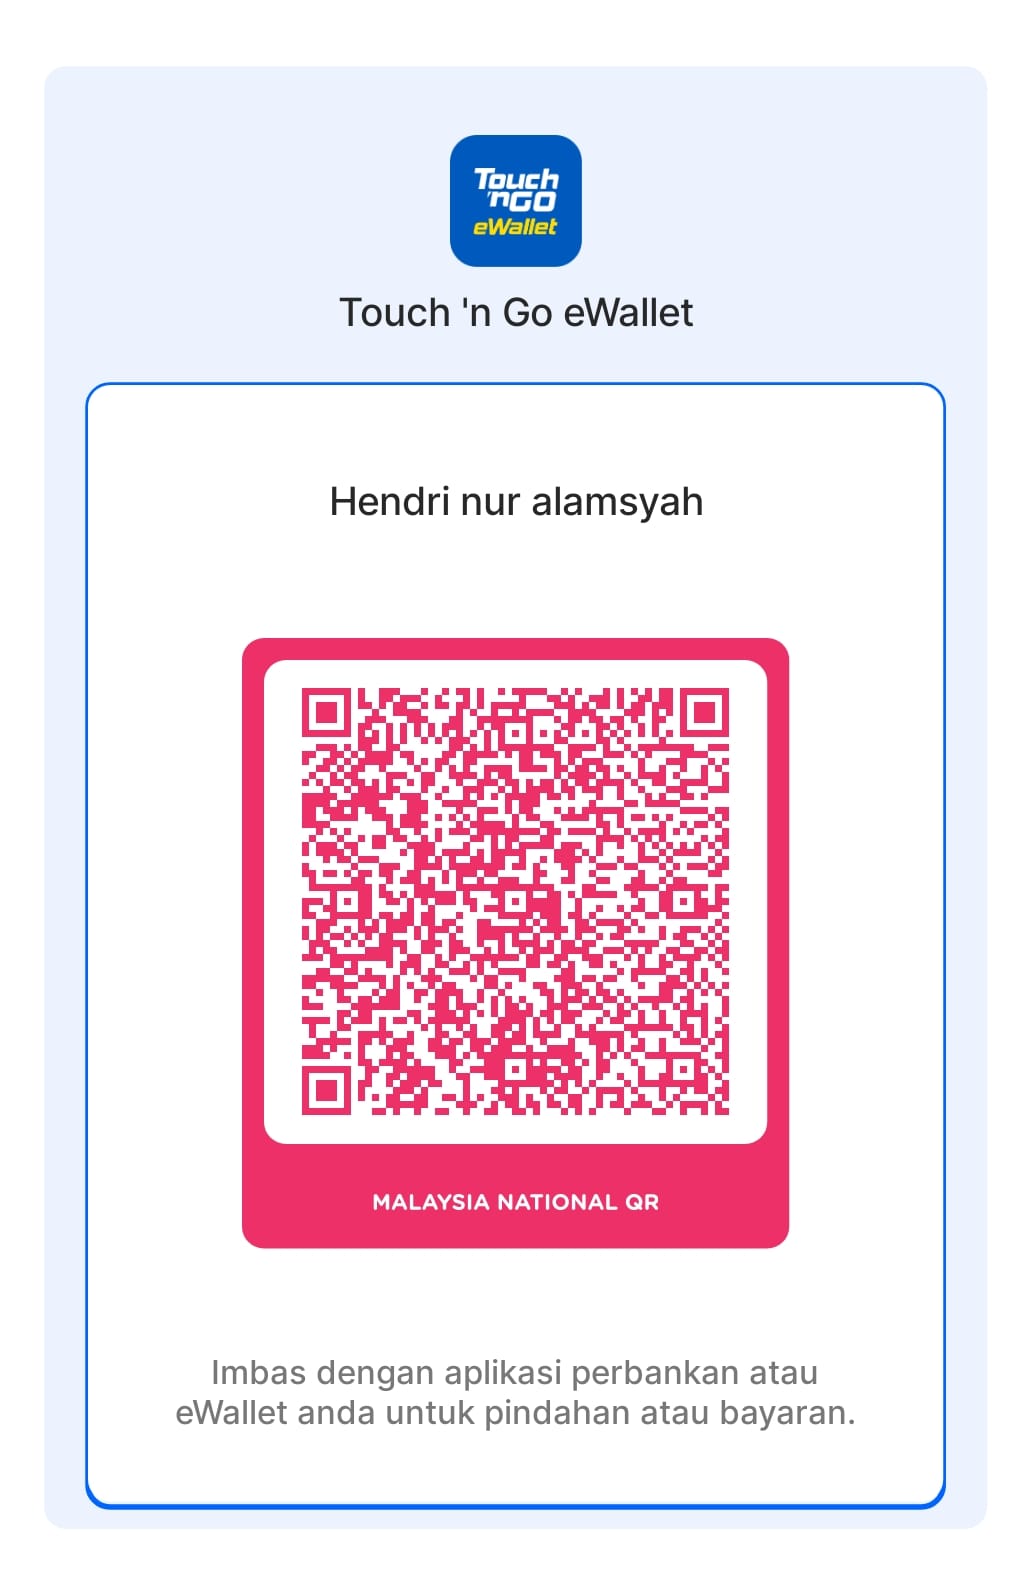 Touch
'nGO
eWallet
Touch 'n Go eWallet
Hendri nur alamsyah
MALAYSIA NATIONAL QR
Imbas dengan aplikasi perbankan atau
eWallet anda untuk pindahan atau bayaran.